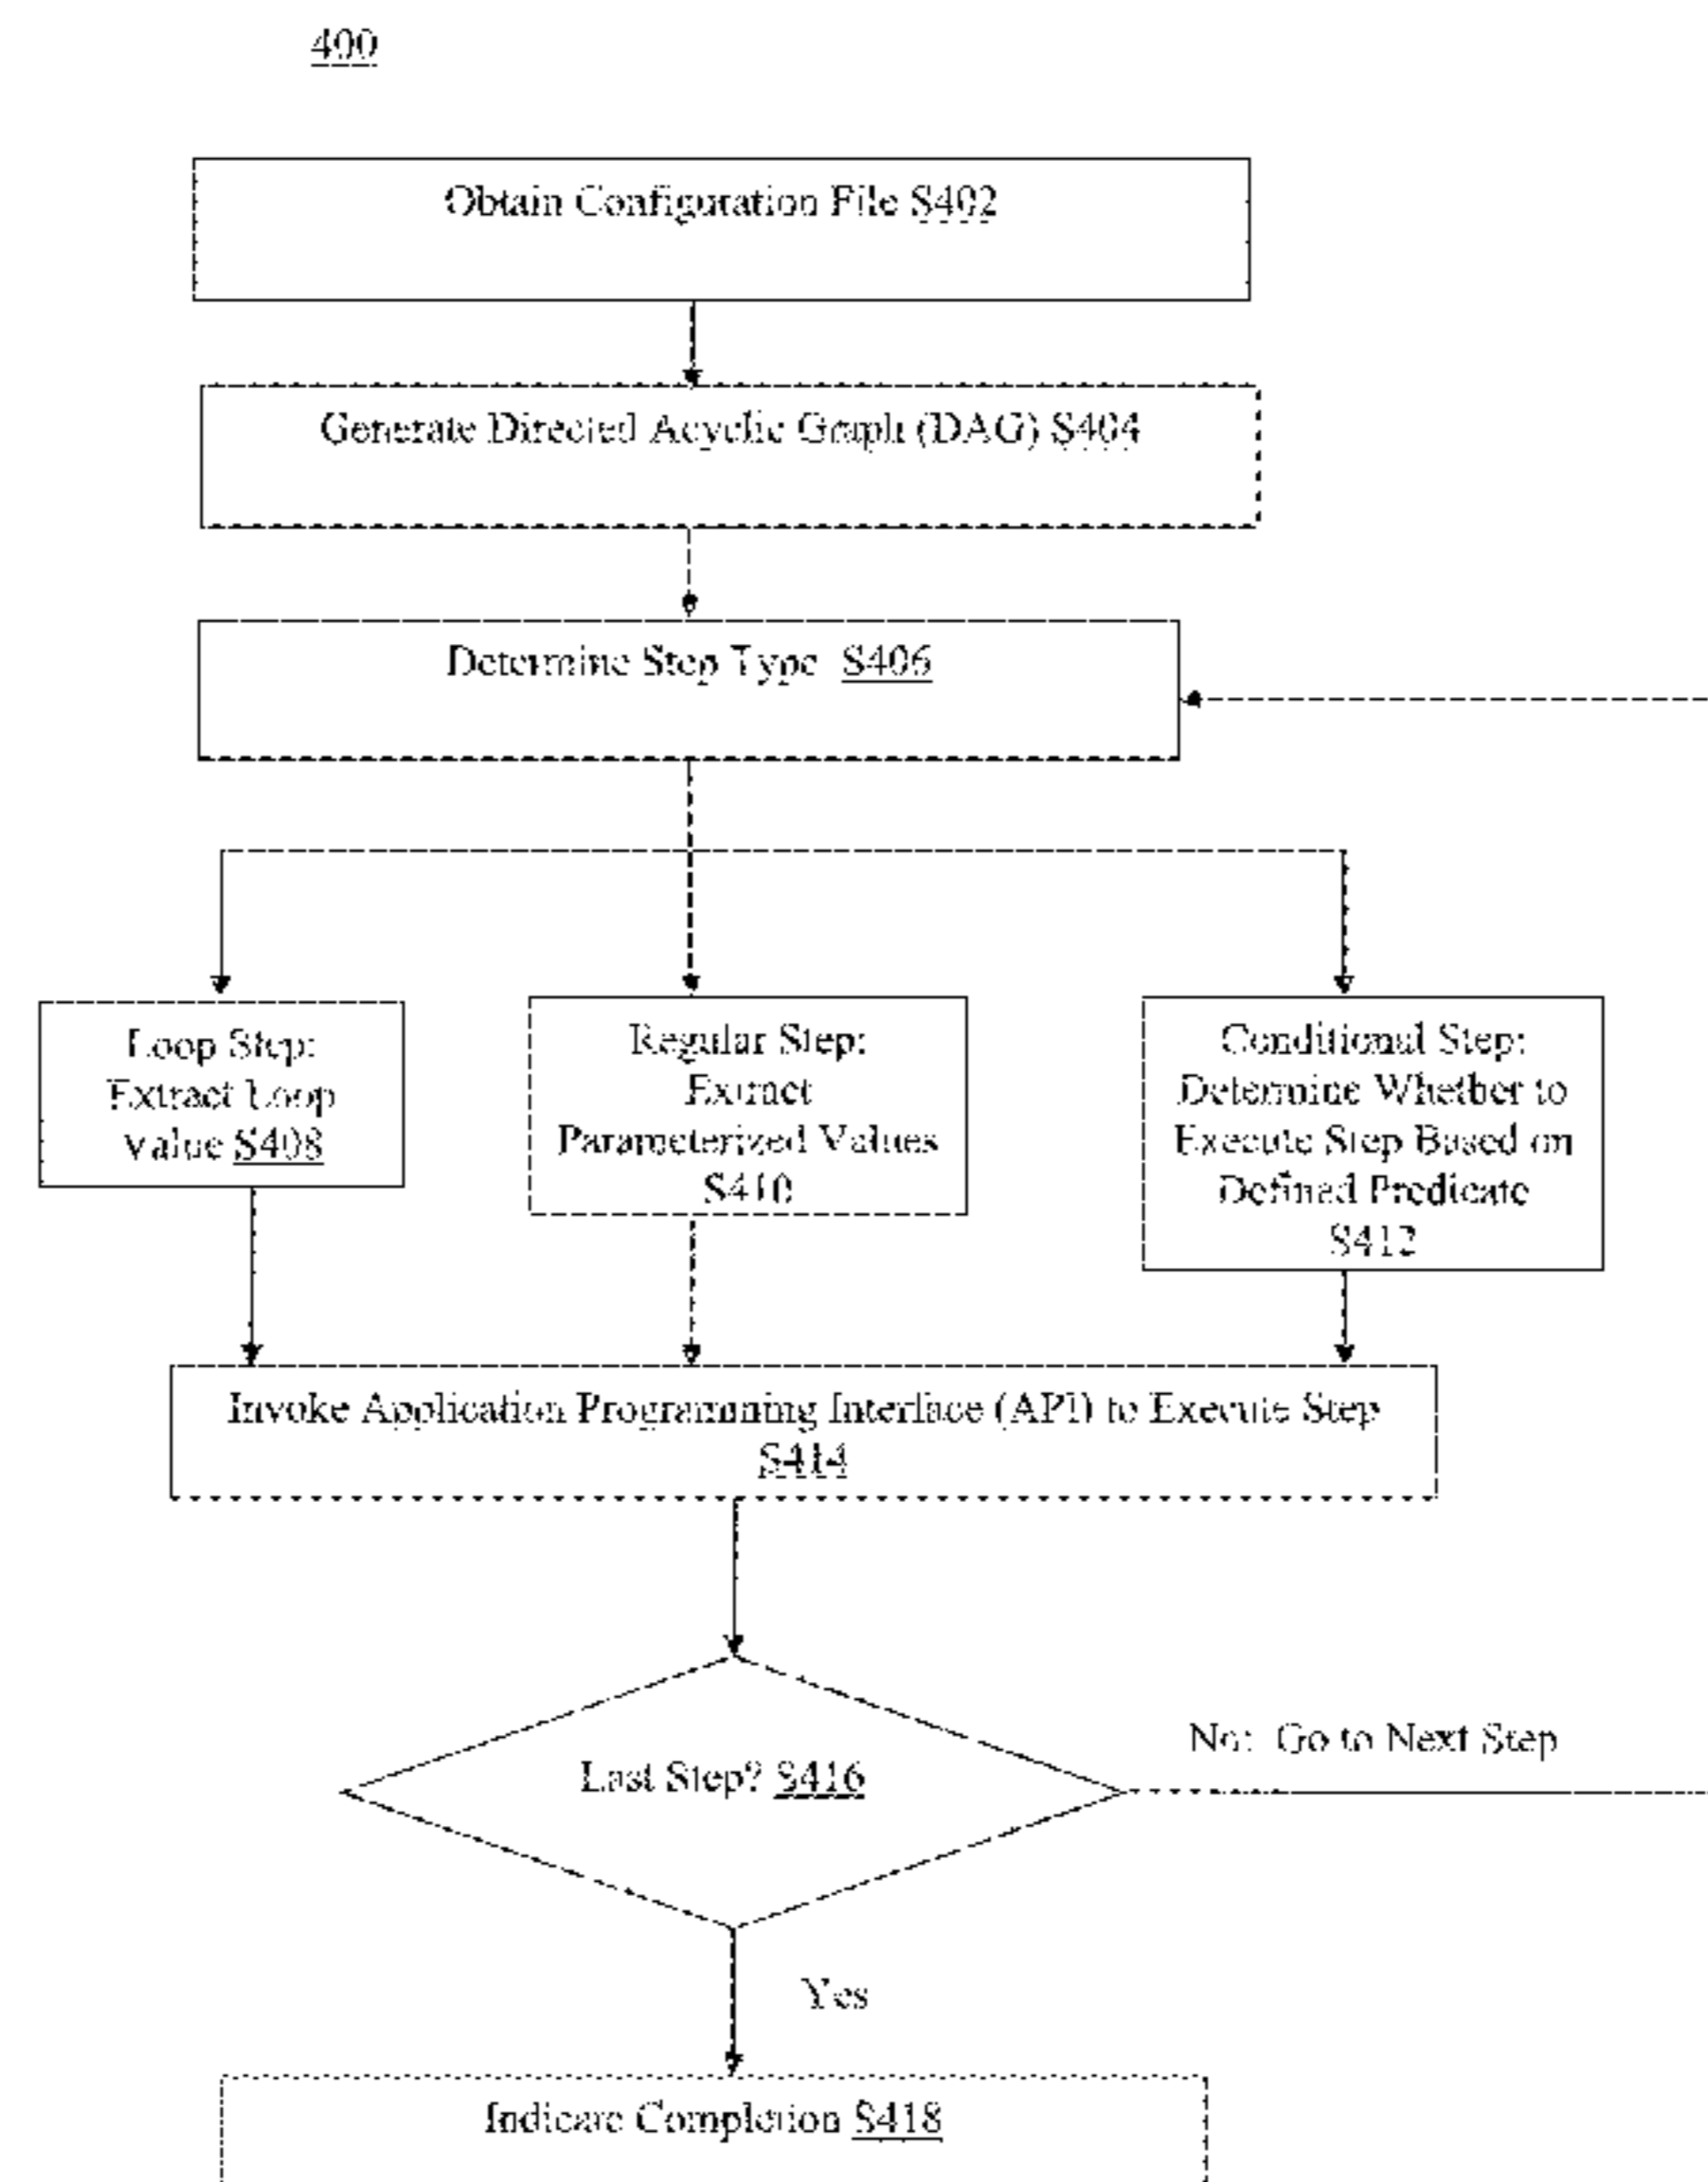 400
Obtain Configuration File S402
Generate Directed Acyclic Graph (DAG) S404
Determine Step Type S406
Loop Step:
Extract Loop
Value S408
Regular Step:
Extract
Parameterized Values
S410
Conditional Step:
Determine Whether to
Execute Step Based on
Defined Predicate
S412
Invoke Application Programming Interface (API) to Execute Step
S414
Last Step? S416
No: Go to Next Step
Yes
Indicate Completion S418